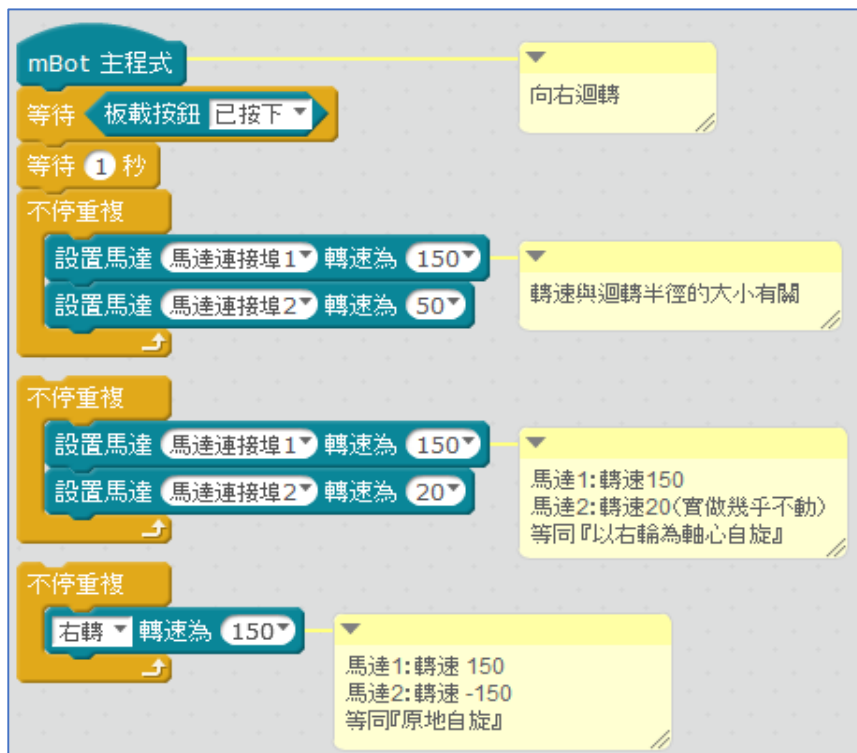 mBot 主程式
向右迴轉
等待 板載按鈕 已按下
等待 1 秒
不停重複
設置馬達 馬達連接埠1 轉速為 150
轉速與迴轉半徑的大小有關
設置馬達 馬達連接埠2 轉速為 50
不停重複
設置馬達 馬達連接埠1 轉速為 150
設置馬達 馬達連接埠2 轉速為 20
馬達1:轉速150
馬達2:轉速20(實做幾乎不動)
等同『以右輪為軸心自旋』
不停重複
右轉 轉速為 150
馬達1:轉速 150
馬達2:轉速 -150
等同『原地自旋』